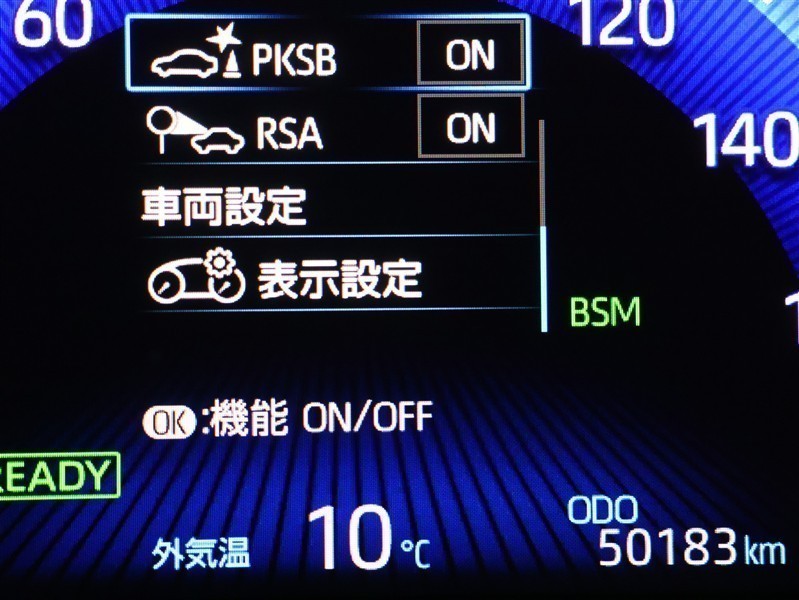 60
120
PKSB ON
RSA ON
140
車両設定
表示設定
BSM
OK:機能 ON/OFF
READY
ODO
外気温 10℃
50183km